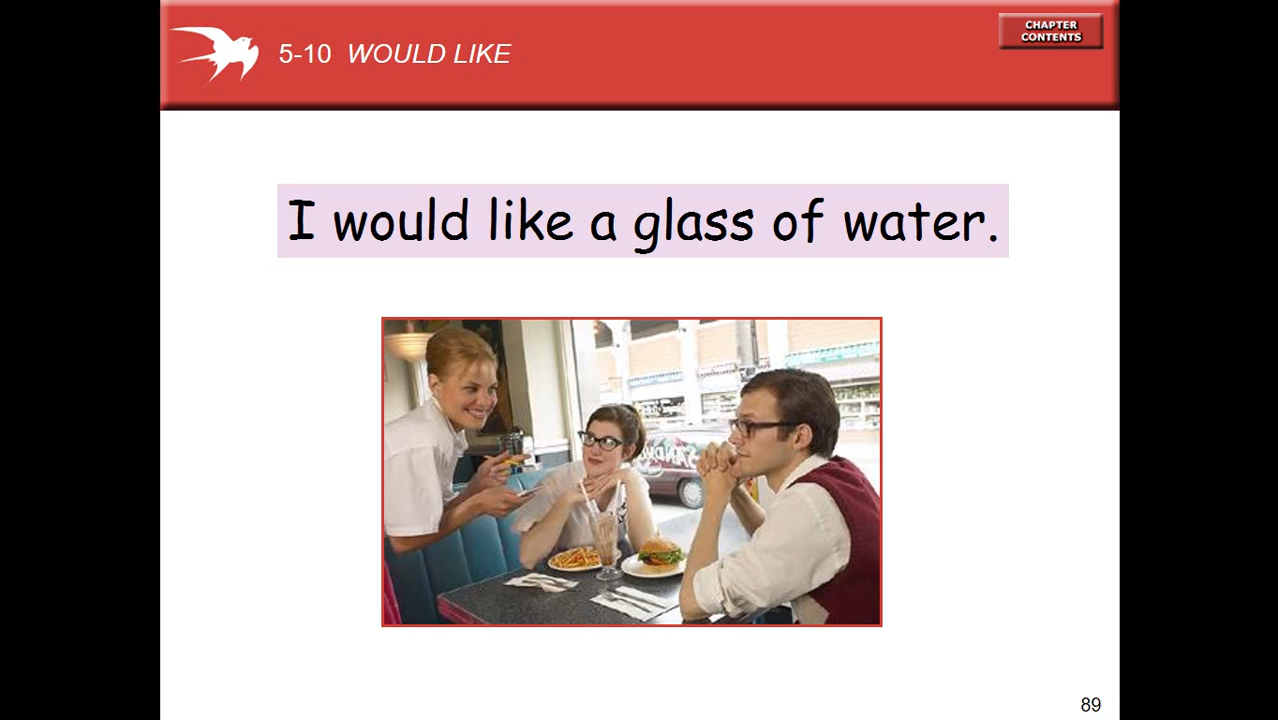 5-10 WOULD LIKE
CHAPTER
CONTENTS
I would like a glass of water.
89